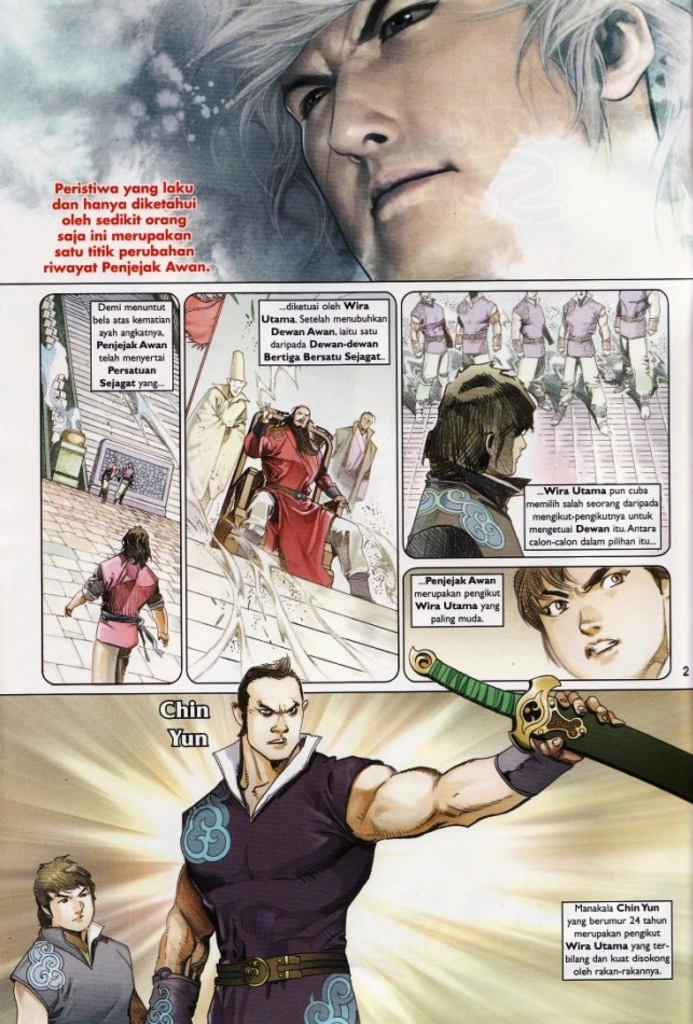 Peristiwa yang laku
dan hanya diketahui
oleh sedikit orang
saja ini merupakan
satu titik perubahan
riwayat Penjejak Awan.
Demi menuntut
bela atas kematian
ayah angkatnya,
Penjejak Awan
telah menyertai
Persatuan
Sejagat yang...
...diketuai oleh Wira
Utama. Setelah menubuhkan
Dewan Awan, iaitu satu
daripada Dewan-dewan
Bertiga Bersatu Sejagat..
...Wira Utama pun cuba
memilih salah seorang daripada
mengikut-pengikutnya untuk
mengetuai Dewan itu. Antara
calon-calon dalam pilihan itu...
...Penjejak Awan
merupakan pengikut
Wira Utama yang
paling muda.
2
Chin
Yun
Manakala Chin Yun
yang berumur 24 tahun
merupakan pengikut
Wira Utama yang ter-
bilang dan kuat disokong
oleh rakan-rakannya.